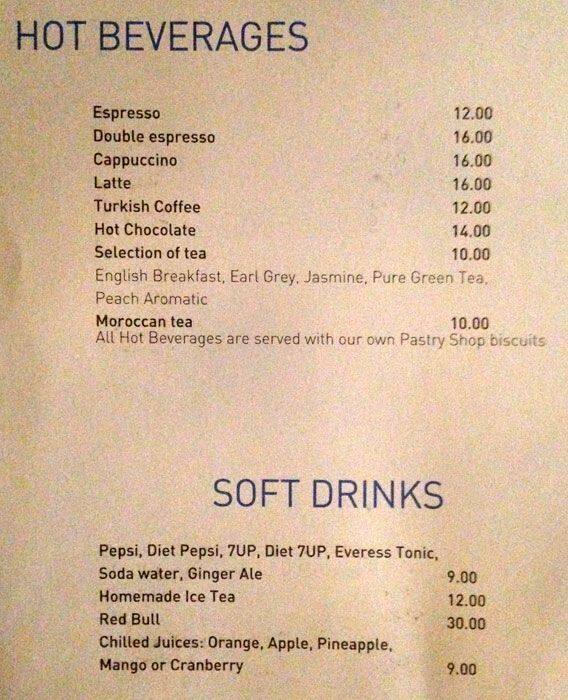 HOT BEVERAGES
Espresso 12.00
Double espresso 16.00
Cappuccino 16.00
Latte 16.00
Turkish Coffee 12.00
Hot Chocolate 14.00
Selection of tea 10.00
English Breakfast, Earl Grey, Jasmine, Pure Green Tea,
Peach Aromatic
Moroccan tea 10.00
All Hot Beverages are served with our own Pastry Shop biscuits
SOFT DRINKS
Pepsi, Diet Pepsi, 7UP, Diet 7UP, Everess Tonic,
Soda water, Ginger Ale 9.00
Homemade Ice Tea 12.00
Red Bull 30.00
Chilled Juices: Orange, Apple, Pineapple,
Mango or Cranberry 9.00